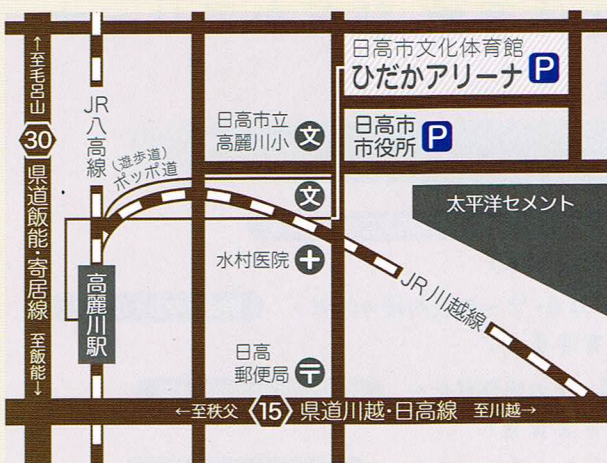 ←至毛呂山
30
県道飯能・寄居線
至飯能→
JR八高線
(遊歩道)
ポッポ道
高麗川駅
日高市立
高麗川小
文
文
水村医院
日高
郵便局
〒
日高市文化体育館
ひだかアリーナ P
日高市
市役所 P
太平洋セメント
JR川越線
←至秩父
15
県道川越・日高線
至川越→